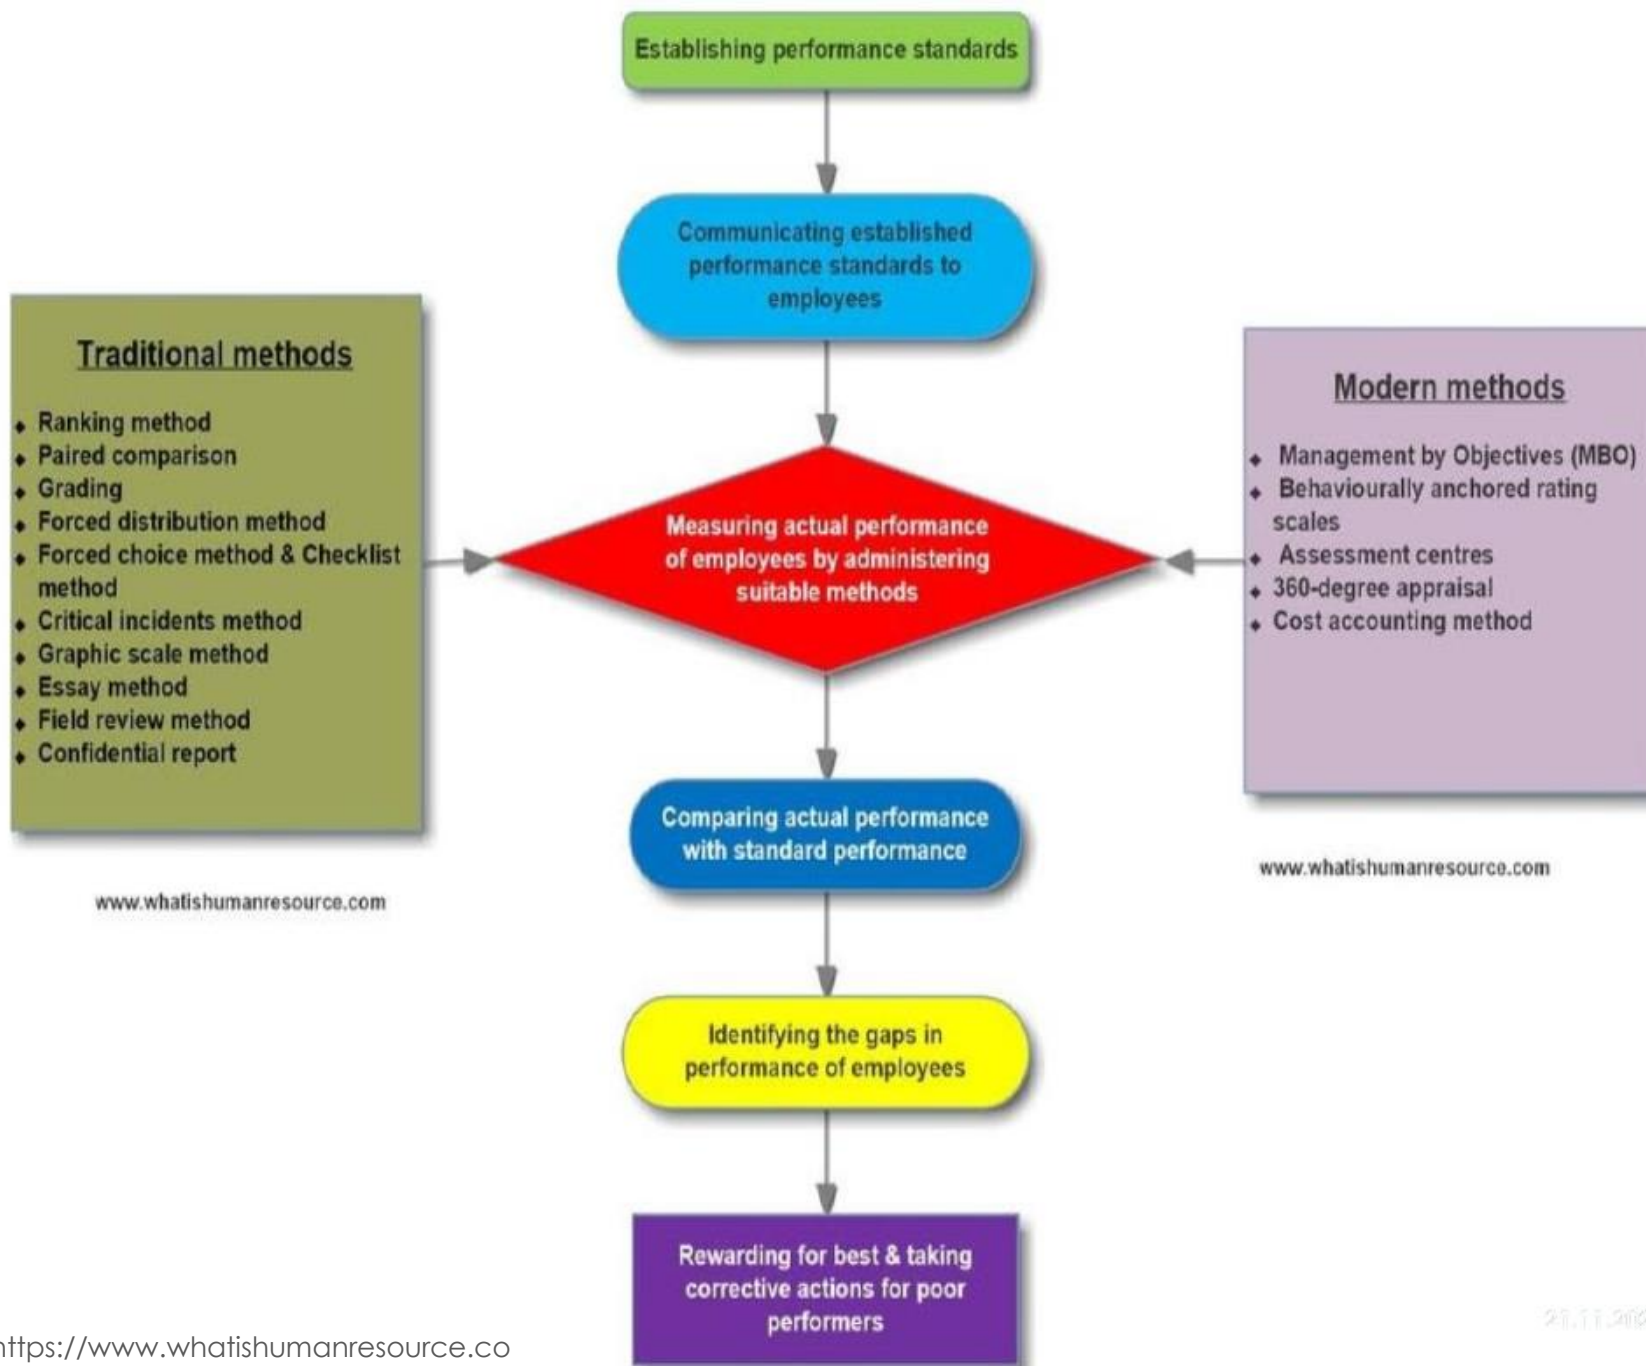 Establishing performance standards
Communicating established
performance standards to
employees
Traditional methods
⬥ Ranking method
⬥ Paired comparison
⬥ Grading
⬥ Forced distribution method
⬥ Forced choice method & Checklist
method
⬥ Critical incidents method
⬥ Graphic scale method
⬥ Essay method
⬥ Field review method
⬥ Confidential report
www.whatishumanresource.com
Measuring actual performance
of employees by administering
suitable methods
Modern methods
⬥ Management by Objectives (MBO)
⬥ Behaviourally anchored rating
scales
⬥ Assessment centres
⬥ 360-degree appraisal
⬥ Cost accounting method
www.whatishumanresource.com
Comparing actual performance
with standard performance
Identifying the gaps in
performance of employees
Rewarding for best & taking
corrective actions for poor
performers
https://www.whatishumanresource.co